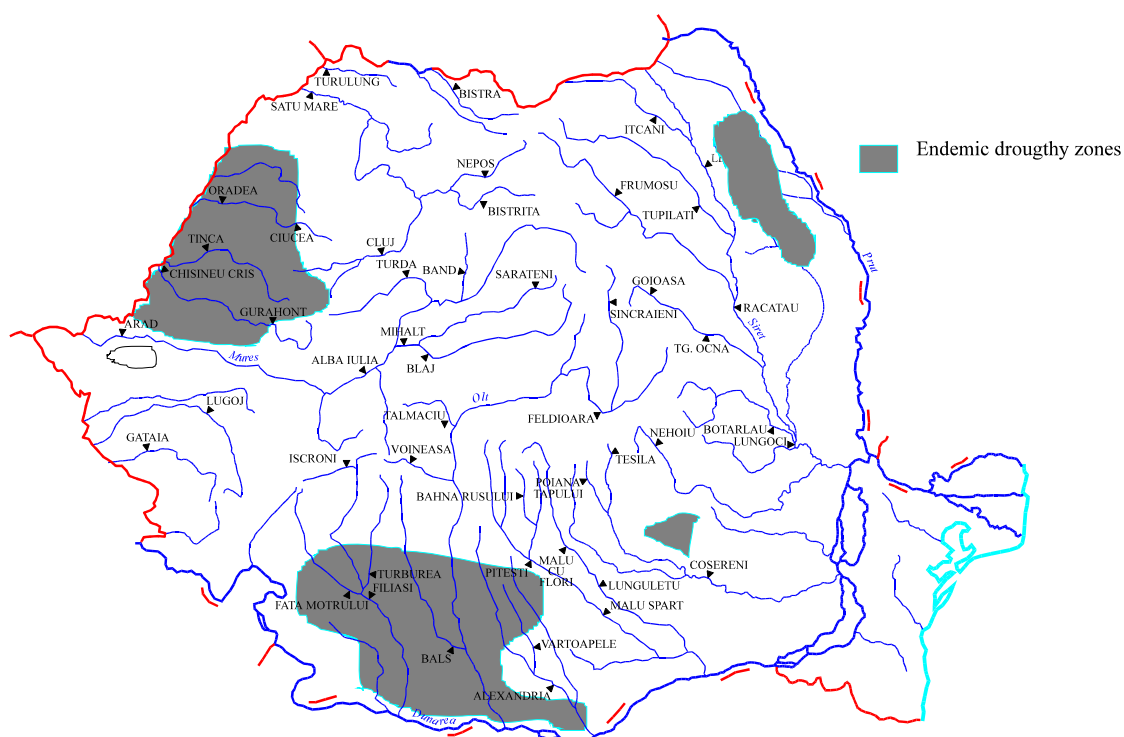 TURULUNG
BISTRA
SATU MARE
ITCANI
Endemic drougthy zones
NEPOS
FRUMOSU
ORADEA
BISTRITA
TUPILATI
CIUCEA
TINCA
CLUJ
TURDA
BAND
SARATENI
CHISINEU CRIS
GOIOASA
Prut
GURAHONT
SINCRAIENI
RACATAU
ARAD
Siret
MIHALT
TG. OCNA
Mures
ALBA IULIA
BLAJ
LUGOJ
Olt
TALMACIU
FELDIOARA
GATAIA
NEHOIU
BOTARLAU
LUNGOCI
VOINEASA
ISCRONI
TESILA
POIANA
TAPULUI
BAHNA RUSULUI
MALU
CU
FLORI
PITESTI
COSERENI
TURBUREA
FILIASI
LUNGULETU
FATA MOTRULUI
MALU SPART
VARTOAPELE
BALS
ALEXANDRIA
Dunarea